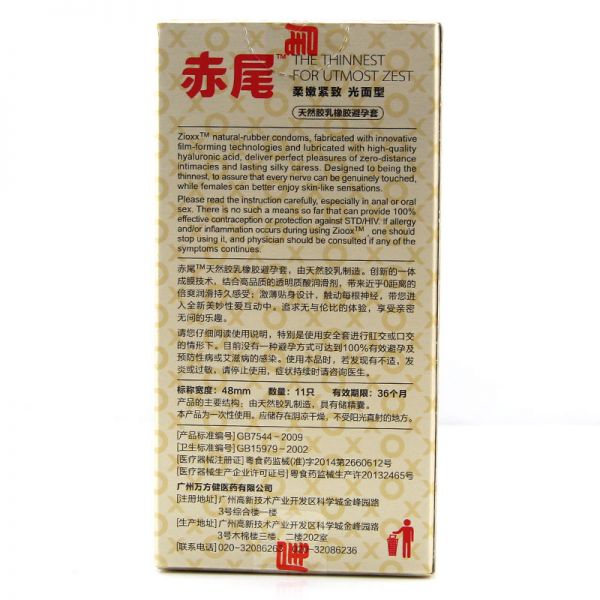 赤尾™
THE THINNEST
FOR UTMOST ZEST
柔嫩紧致 光面型
天然胶乳橡胶避孕套
Zioxx™ natural-rubber condoms, fabricated with innovative
film-forming technologies and lubricated with high-quality
hyaluronic acid, deliver perfect pleasures of zero-distance
intimacies and lasting silky caress. Designed to being the
thinnest, to assure that every nerve can be genuinely touched,
while females can better enjoy skin-like sensations.
Please read the instruction carefully, especially in anal or oral
sex. There is no such a means so far that can provide 100%
effective contraception or protection against STD/HIV. If allergy
and/or inflammation occurs during using Zioox™, one should
stop using it, and physician should be consulted if any of the
symptoms continues.
赤尾™天然胶乳橡胶避孕套，由天然胶乳制造。创新的一体
成膜技术，结合高品质的透明质酸润滑剂，带来近乎0距离的
倍爽润滑持久感受；激薄贴身设计，触动每根神经，带您进
入全新美妙性爱互动中，追求无与伦比的体验，享受亲密
无间的乐趣。
请您仔细阅读使用说明，特别是使用安全套进行肛交或口交
的情形下。目前没有一种避孕方式可达到100%有效避孕及
预防性病或艾滋病的感染。使用本品时，若发现有不适，发
炎或过敏，请停止使用，症状持续时请咨询医生。
标称宽度：48mm 数量：11只 有效期限：36个月
产品的主要结构：由天然胶乳制造，具有储精囊。
本产品为一次性使用。应储存在阴凉干燥，不受阳光直射的地方。
[产品标准编号]GB7544-2009
[卫生标准编号]GB15979-2002
[医疗器械注册证] 粤食药监械(准)字2014第2660612号
[医疗器械生产企业许可证号] 粤食药监械生产许20132465号
广州万方健医药有限公司
[注册地址]广州高新技术产业开发区科学城金峰园路
3号综合楼一楼
[生产地址]广州高新技术产业开发区科学城金峰园路
3号木棉楼三楼、二楼202室
[联系电话]020-32086262 020-32086236